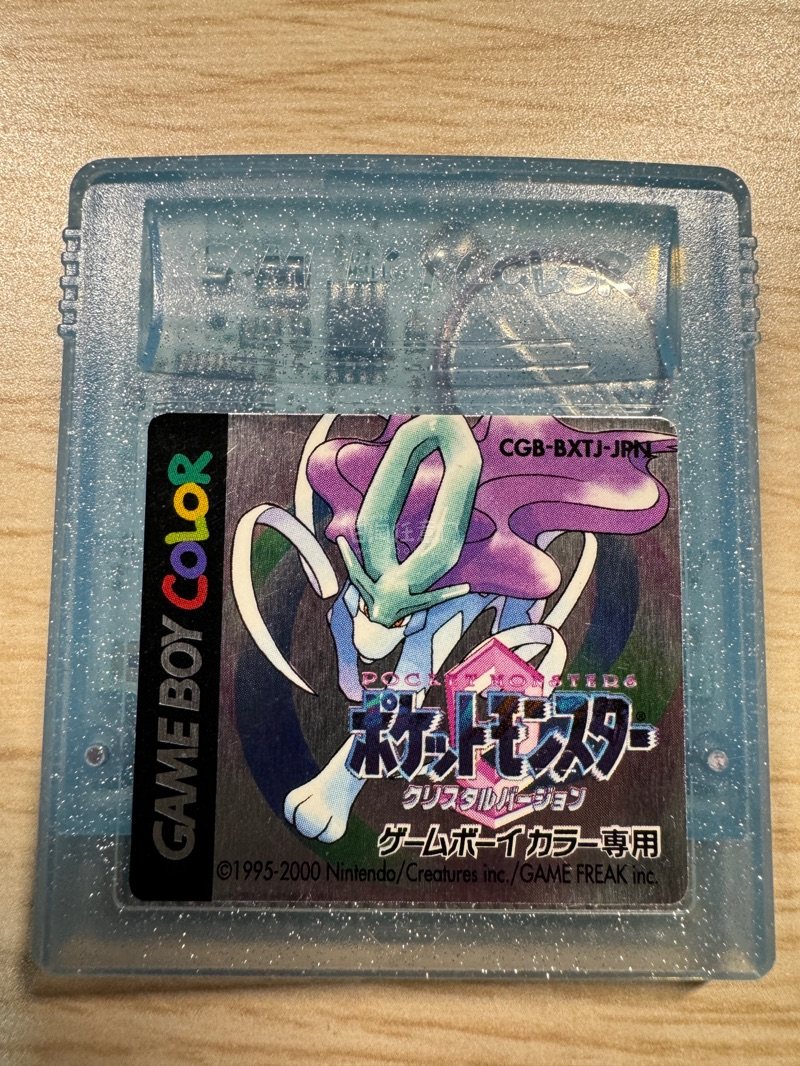 COLOR
CGB-BXTJ-JPN
GAME BOY COLOR
POCKET MONSTERS
ポケットモンスター
クリスタルバージョン
ゲームボーイカラー専用
©1995-2000 Nintendo/Creatures inc./GAME FREAK inc.